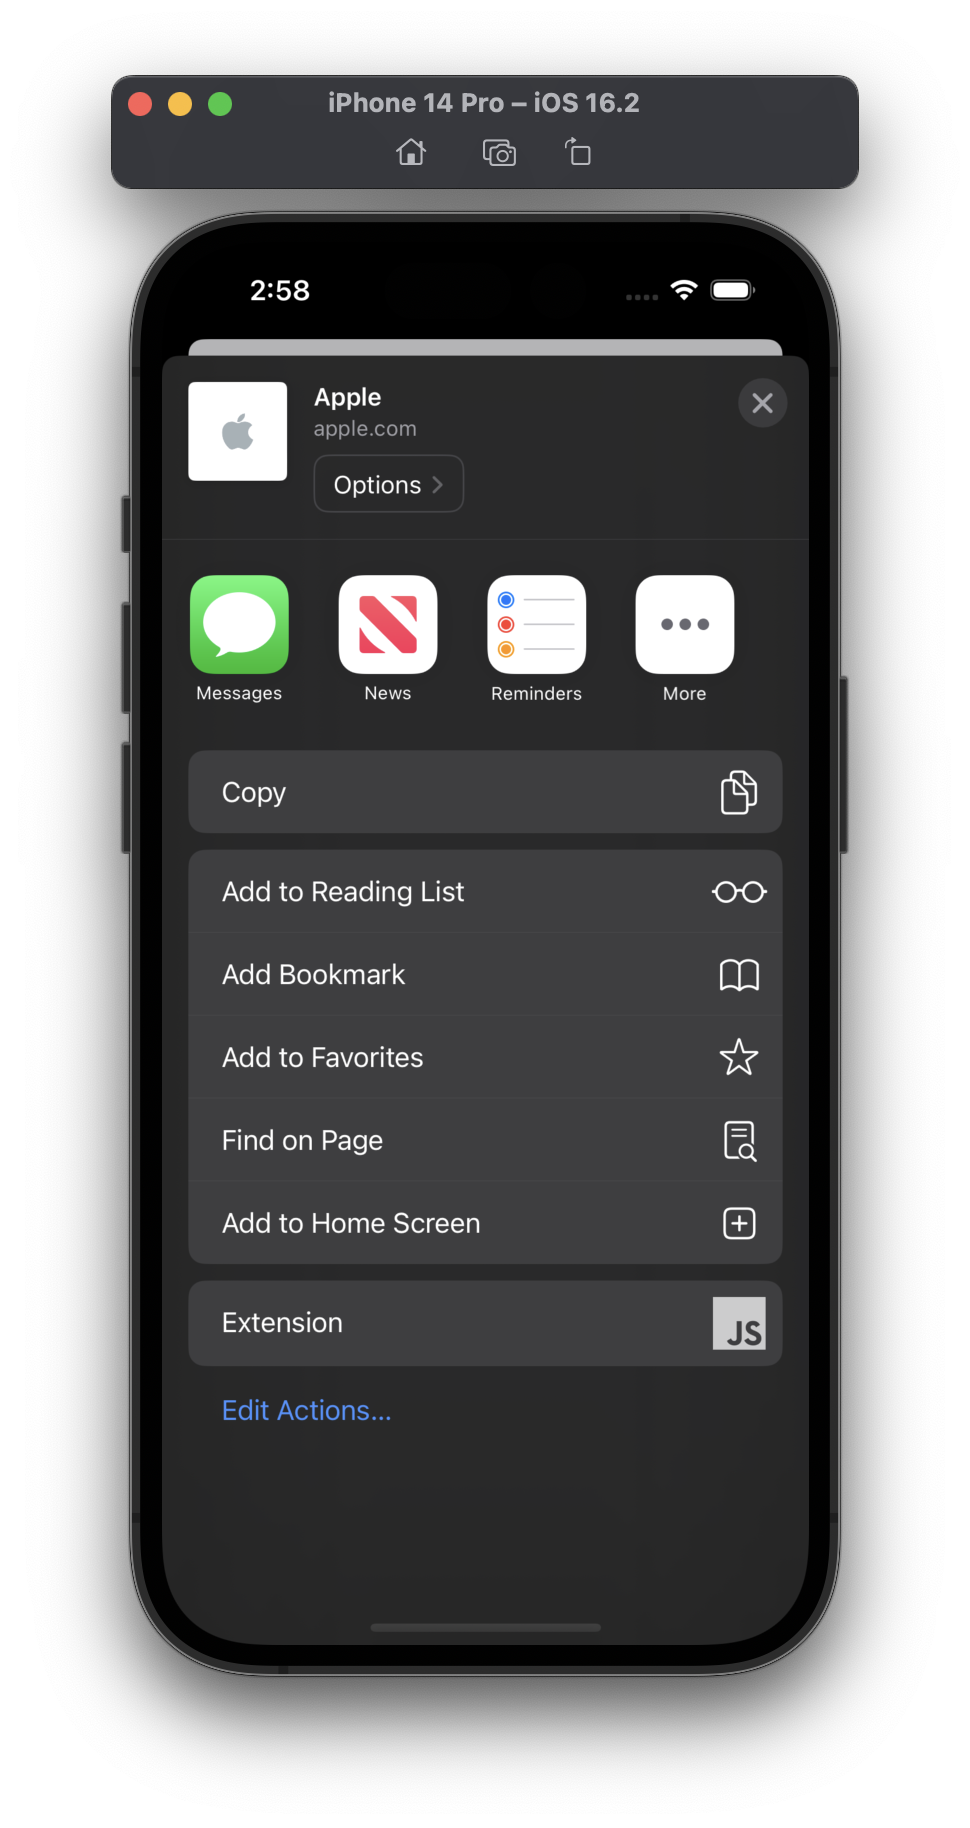 iPhone 14 Pro – iOS 16.2
2:58
Apple
apple.com
Options
Messages
News
Reminders
More
Copy
Add to Reading List
Add Bookmark
Add to Favorites
Find on Page
Add to Home Screen
Extension
JS
Edit Actions...